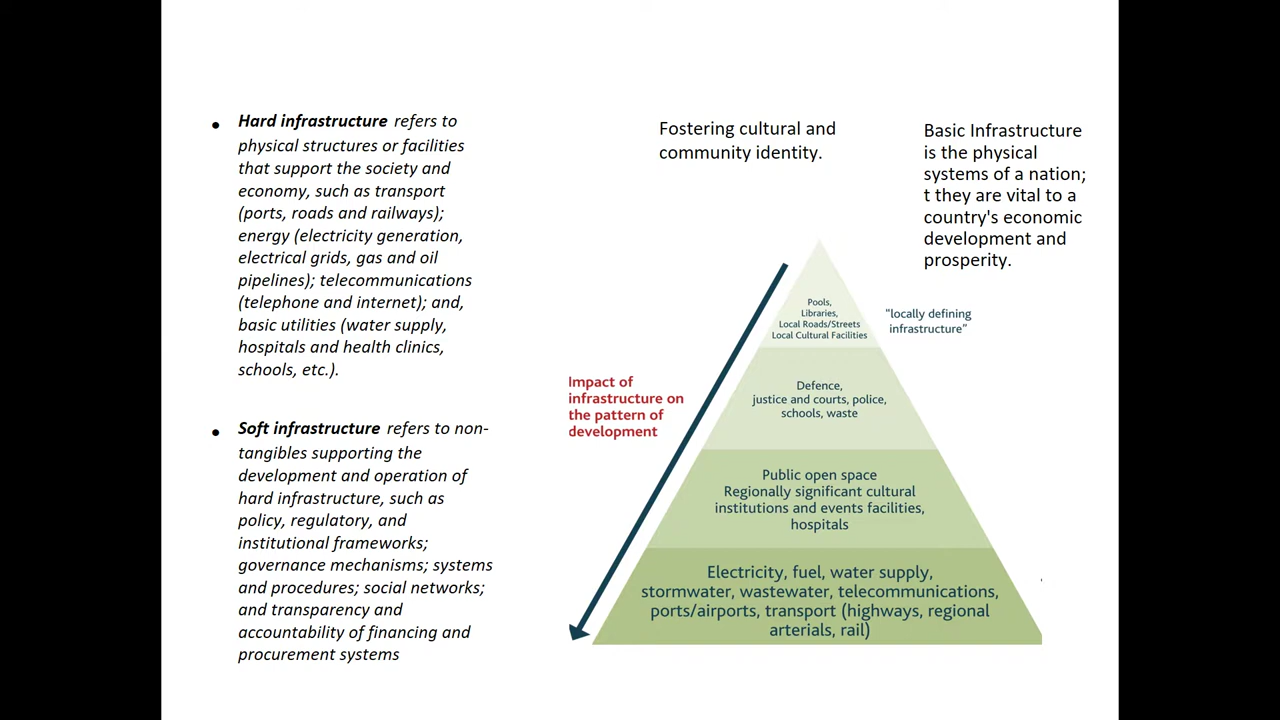 • Hard infrastructure refers to
physical structures or facilities
that support the society and
economy, such as transport
(ports, roads and railways);
energy (electricity generation,
electrical grids, gas and oil
pipelines); telecommunications
(telephone and internet); and,
basic utilities (water supply,
hospitals and health clinics,
schools, etc.).
• Soft infrastructure refers to non-
tangibles supporting the
development and operation of
hard infrastructure, such as
policy, regulatory, and
institutional frameworks;
governance mechanisms; systems
and procedures; social networks;
and transparency and
accountability of financing and
procurement systems
Fostering cultural and
community identity.
Basic Infrastructure
is the physical
systems of a nation;
t they are vital to a
country's economic
development and
prosperity.
Pools,
Libraries,
Local Roads/Streets
Local Cultural Facilities
“locally defining
infrastructure”
Impact of
infrastructure on
the pattern of
development
Defence,
justice and courts, police,
schools, waste
Public open space
Regionally significant cultural
institutions and events facilities,
hospitals
Electricity, fuel, water supply,
stormwater, wastewater, telecommunications,
ports/airports, transport (highways, regional
arterials, rail)